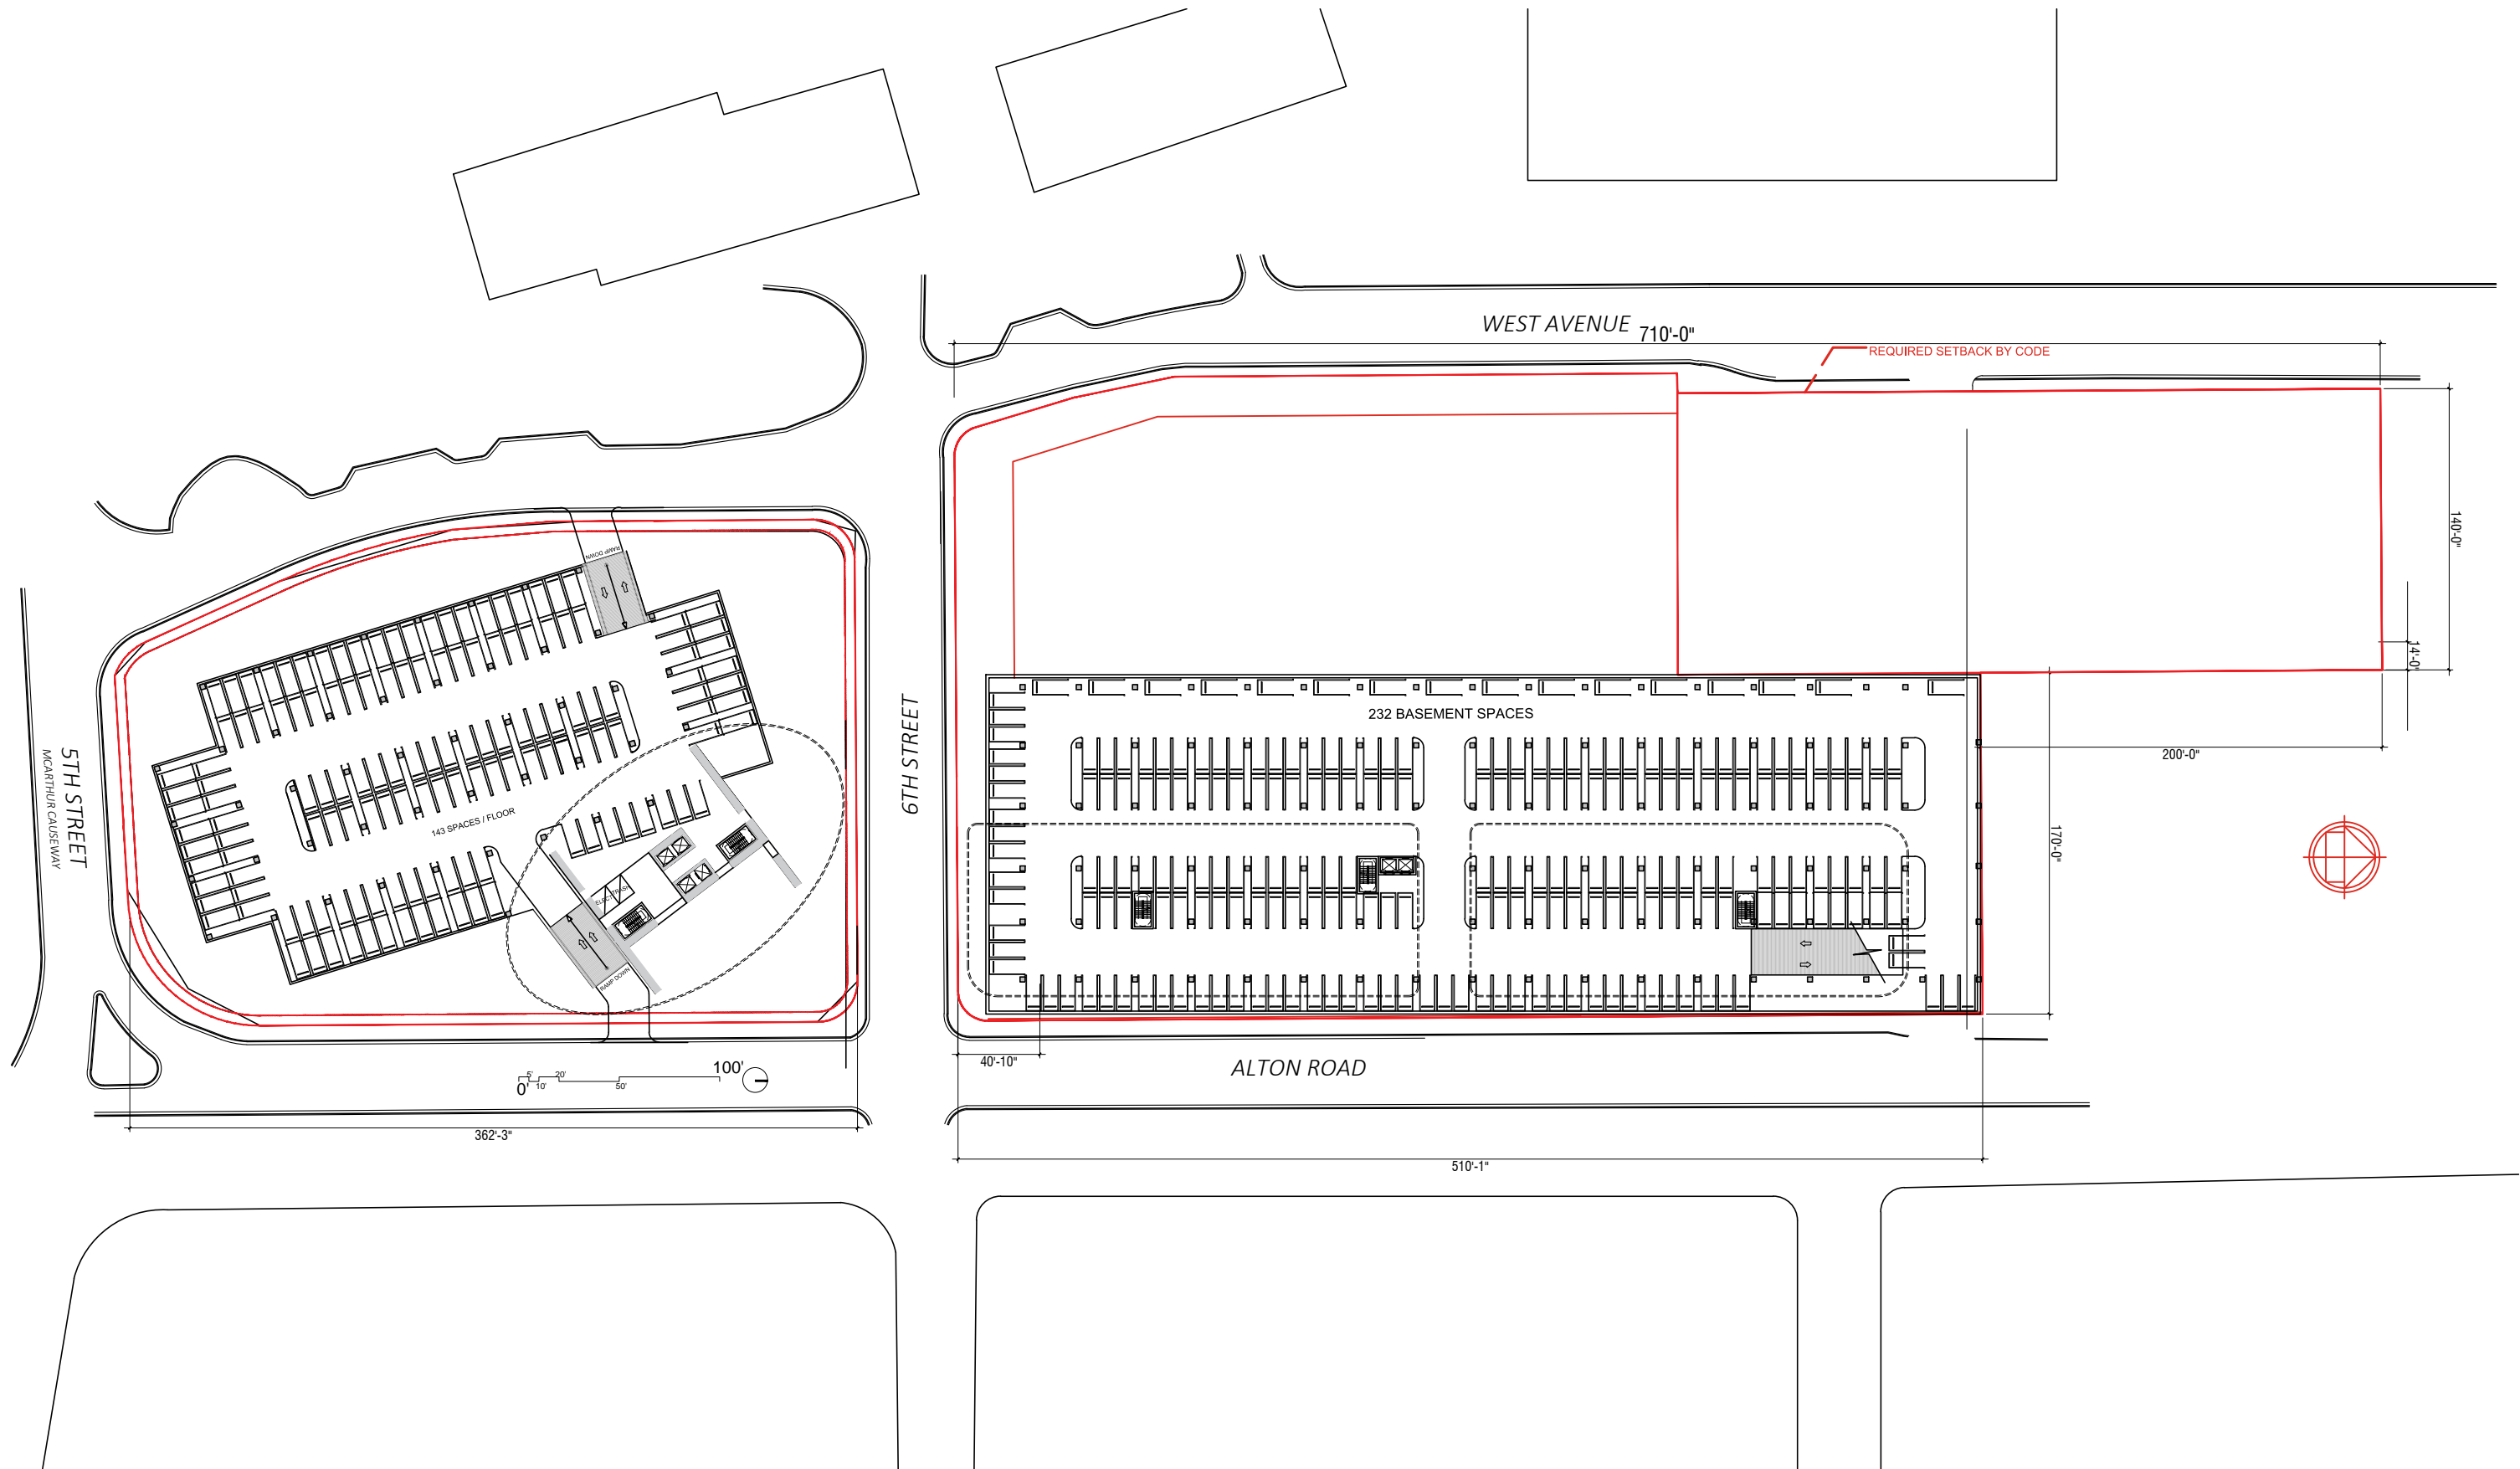 WEST AVENUE
710'-0"
REQUIRED SETBACK BY CODE
140'-0"
14'-0"
RAMP DOWN
6TH STREET
232 BASEMENT SPACES
200'-0"
5TH STREET
MCARTHUR CAUSEWAY
143 SPACES / FLOOR
170'-0"
ELEC
TRASH
RAMP DOWN
40'-10"
ALTON ROAD
0'
5'
10'
20'
50'
100'
362'-3"
510'-1"